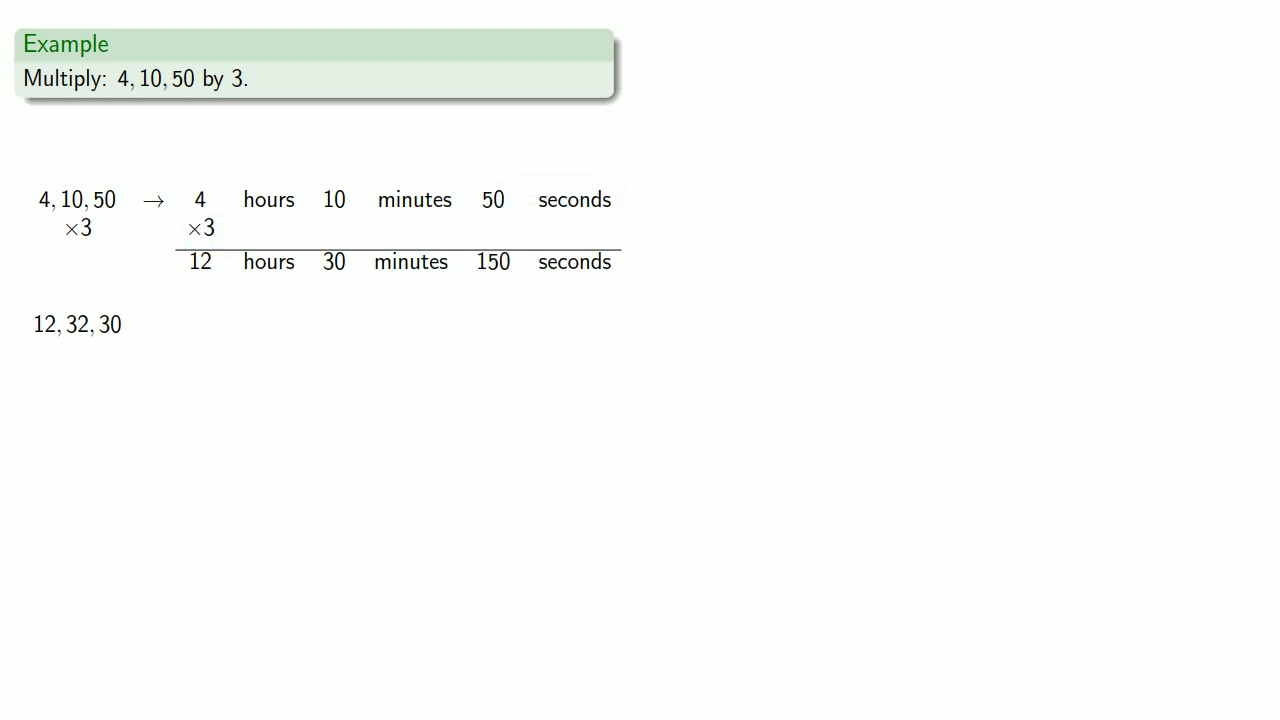 Example
Multiply: 4, 10, 50 by 3.
4, 10, 50 → 4 hours 10 minutes 50 seconds
×3 ×3
12 hours 30 minutes 150 seconds
12, 32, 30